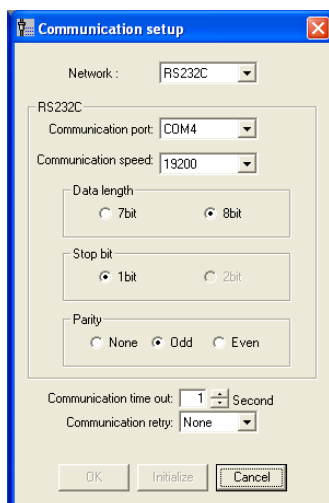 Communication setup
Network : RS232C
RS232C
Communication port: COM4
Communication speed: 19200
Data length
7bit 8bit
Stop bit
1bit 2bit
Parity
None Odd Even
Communication time out: 1 Second
Communication retry: None
OK Initialize Cancel